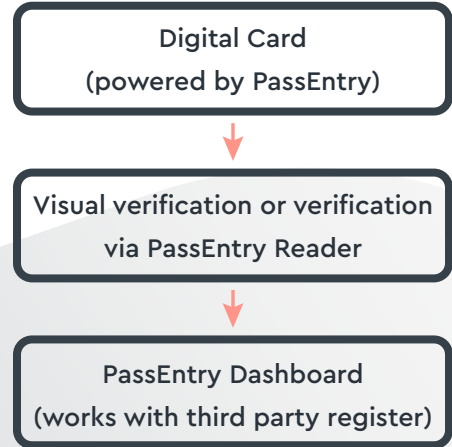 Digital Card
(powered by PassEntry)
Visual verification or verification
via PassEntry Reader
PassEntry Dashboard
(works with third party register)